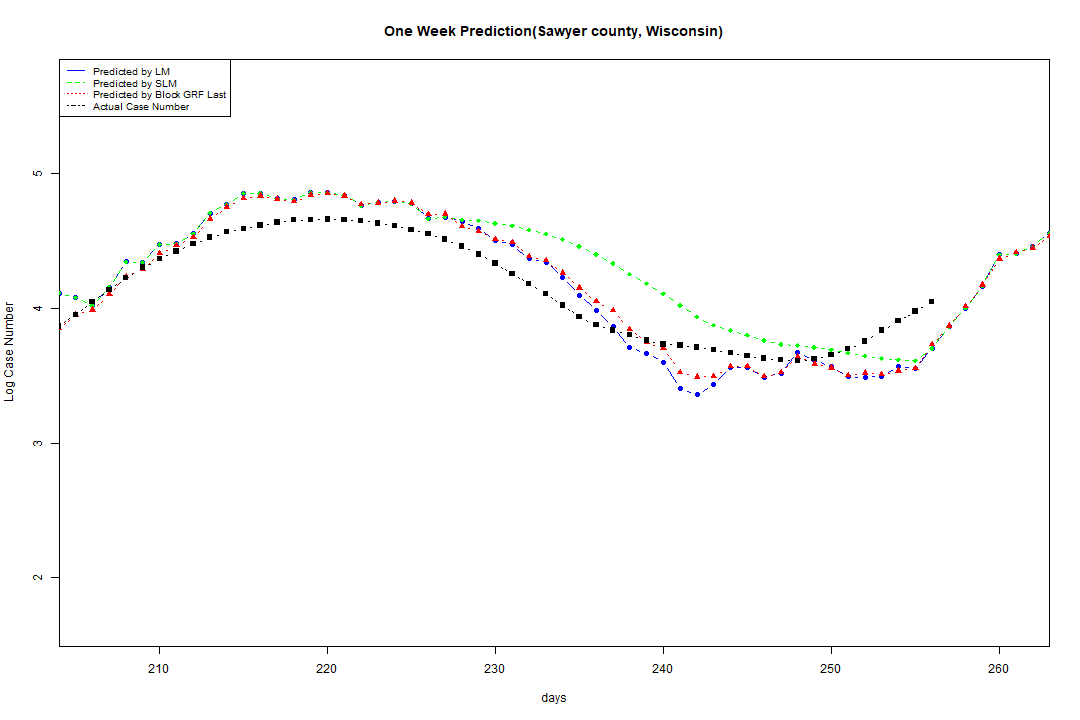 One Week Prediction(Sawyer county, Wisconsin)
Predicted by LM
Predicted by SLM
Predicted by Block GRF Last
Actual Case Number
5
4
3
2
Log Case Number
210 220 230 240 250 260
days